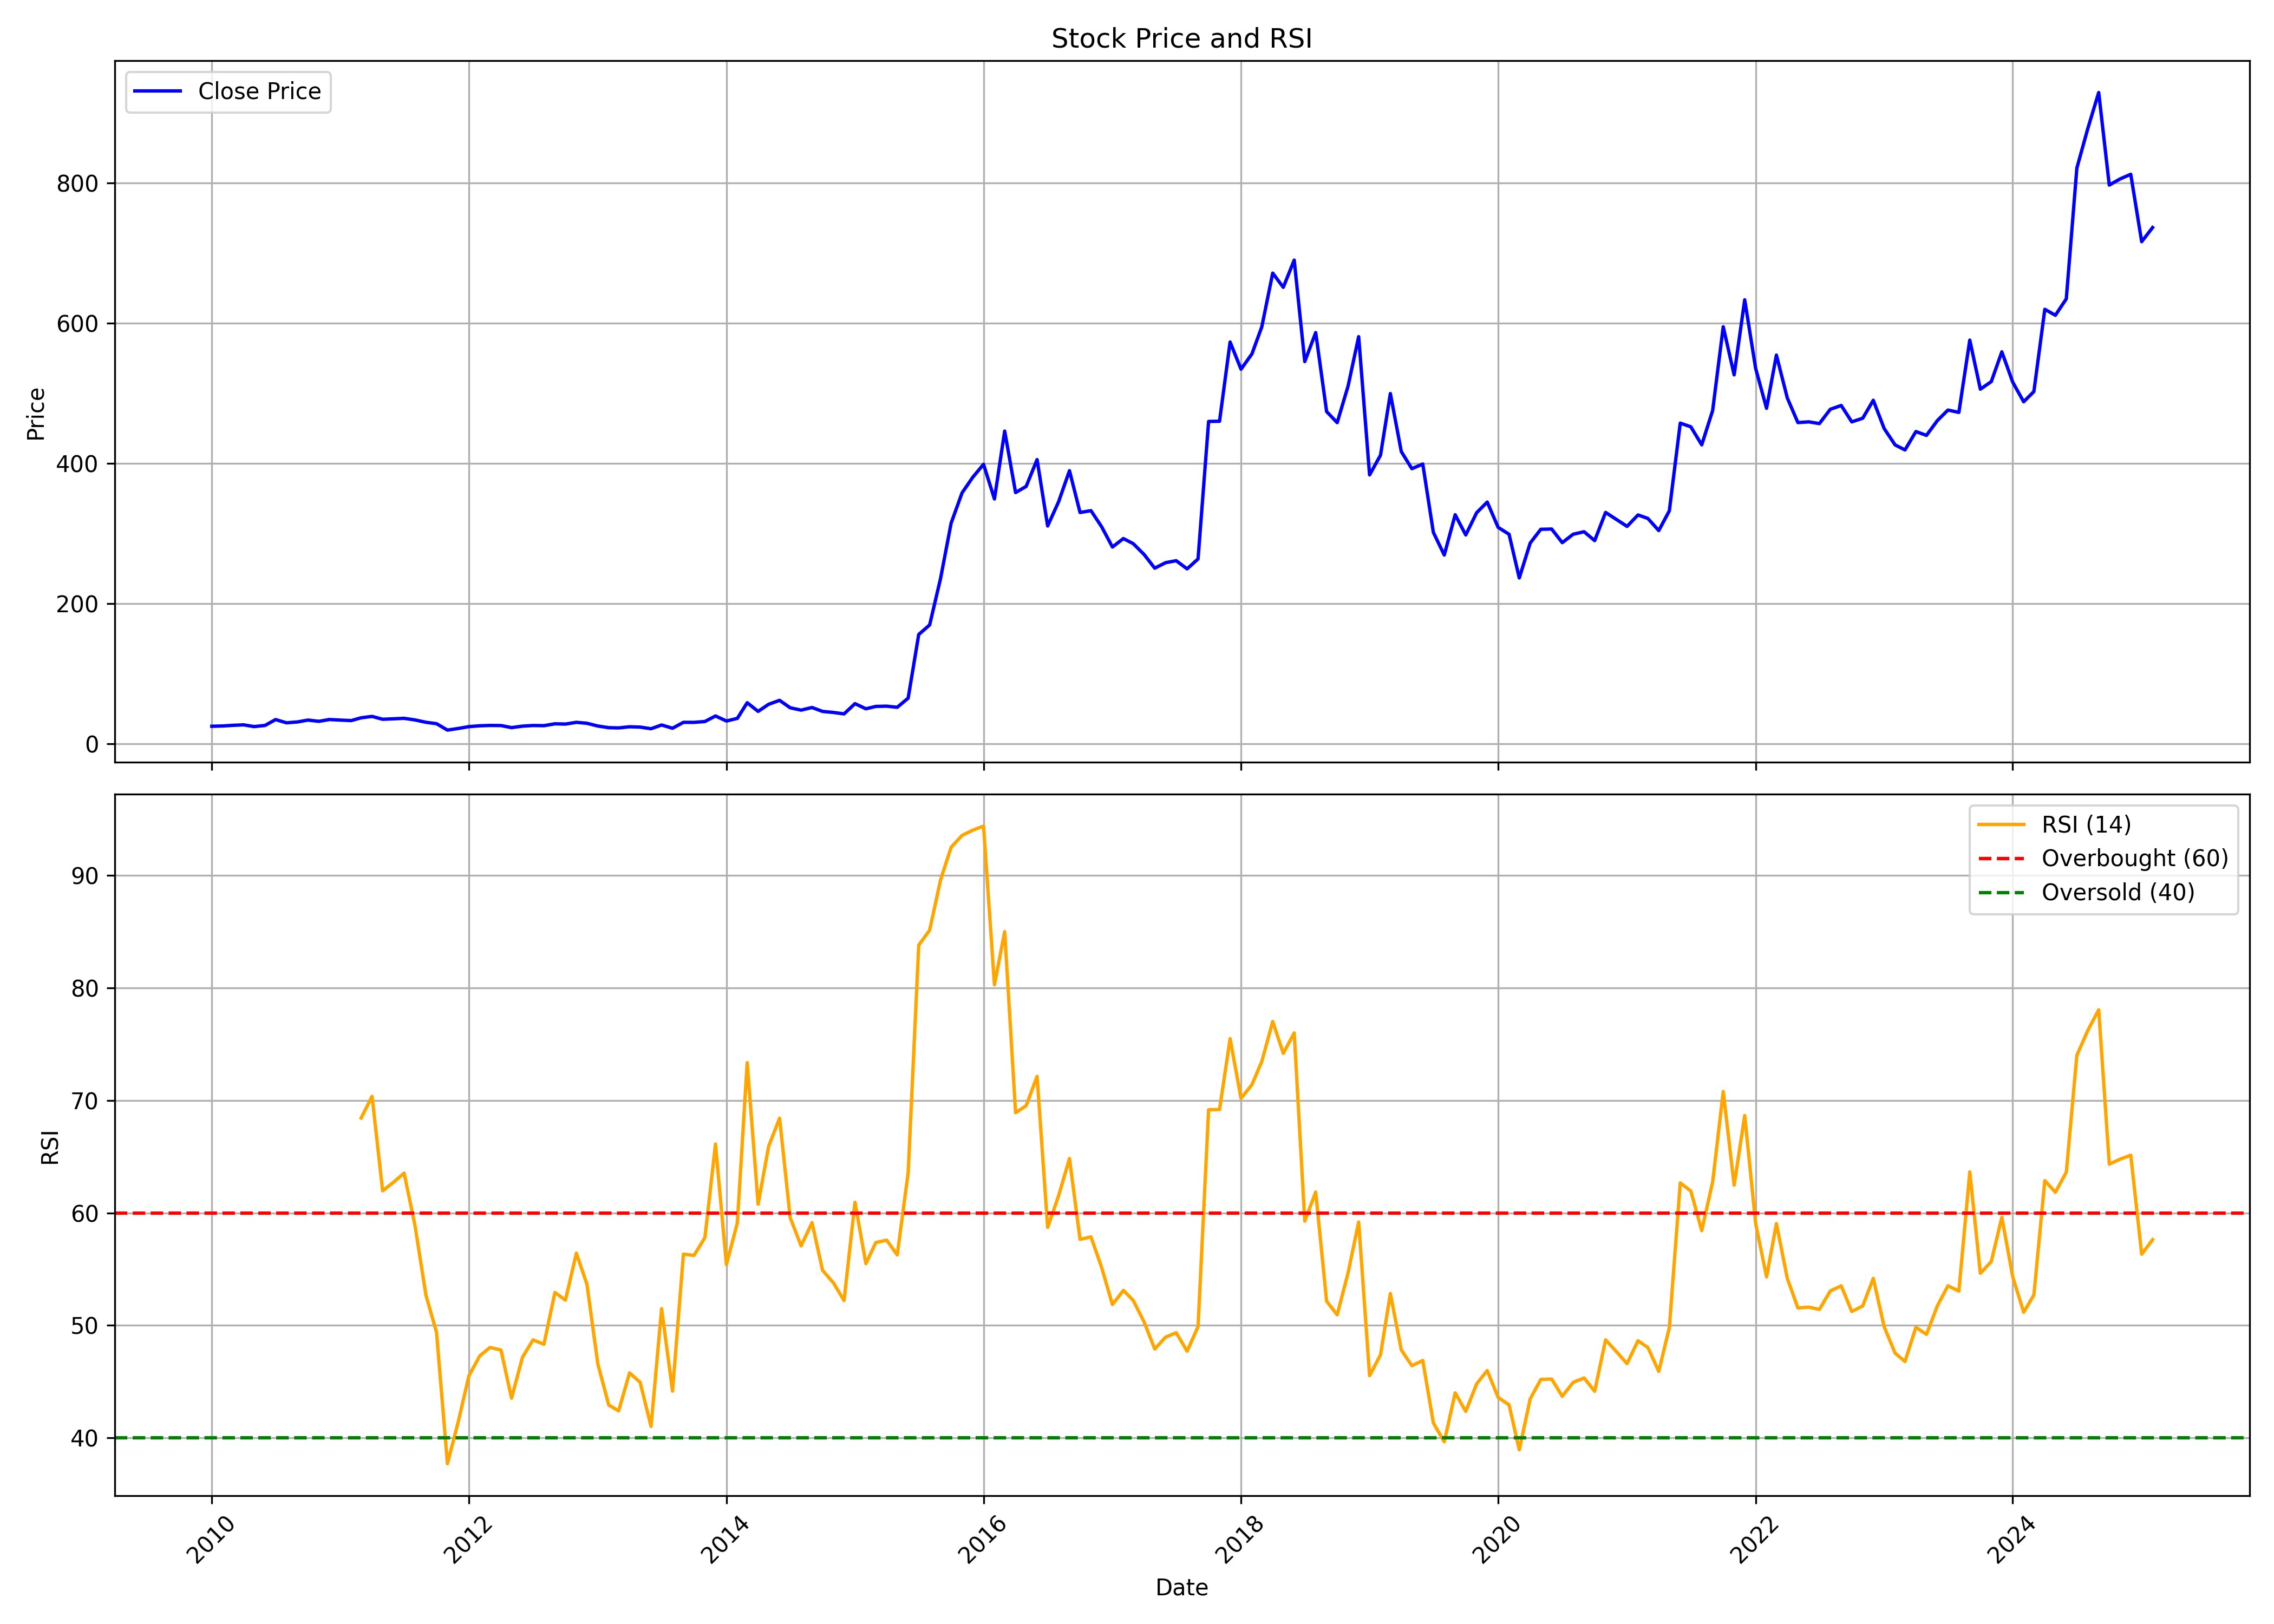 Stock Price and RSI
Close Price
Price
800
600
400
200
0
RSI (14)
Overbought (60)
Oversold (40)
RSI
90
80
70
60
50
40
2010
2012
2014
2016
2018
2020
2022
2024
Date